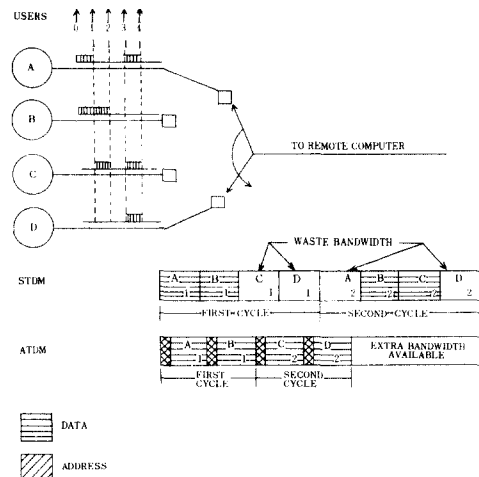 USERS
0 1 2 3 4
A
B
C
D
TO REMOTE COMPUTER
WASTE BANDWIDTH
STDM
A 1 B 1 C 1 D 1 A 2 B 2 C 2 D 2
FIRST CYCLE SECOND CYCLE
ATDM
A 1 B 1 C 2 D 2 EXTRA BANDWIDTH
AVAILABLE
FIRST SECOND
CYCLE CYCLE
DATA
ADDRESS